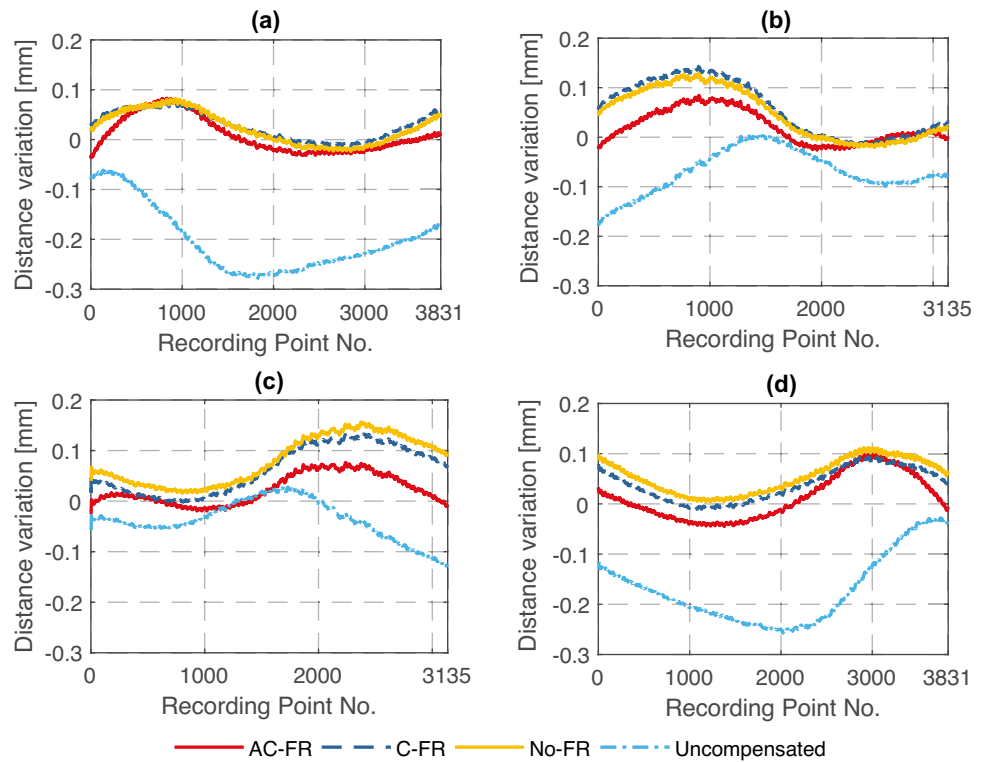 (a)
Distance variation [mm]
0.2
0.1
0
-0.1
-0.2
-0.3
0 1000 2000 3000 3831
Recording Point No.
(b)
Distance variation [mm]
0.2
0.1
0
-0.1
-0.2
-0.3
0 1000 2000 3135
Recording Point No.
(c)
Distance variation [mm]
0.2
0.1
0
-0.1
-0.2
-0.3
0 1000 2000 3135
Recording Point No.
(d)
Distance variation [mm]
0.2
0.1
0
-0.1
-0.2
-0.3
0 1000 2000 3000 3831
Recording Point No.
AC-FR C-FR No-FR Uncompensated